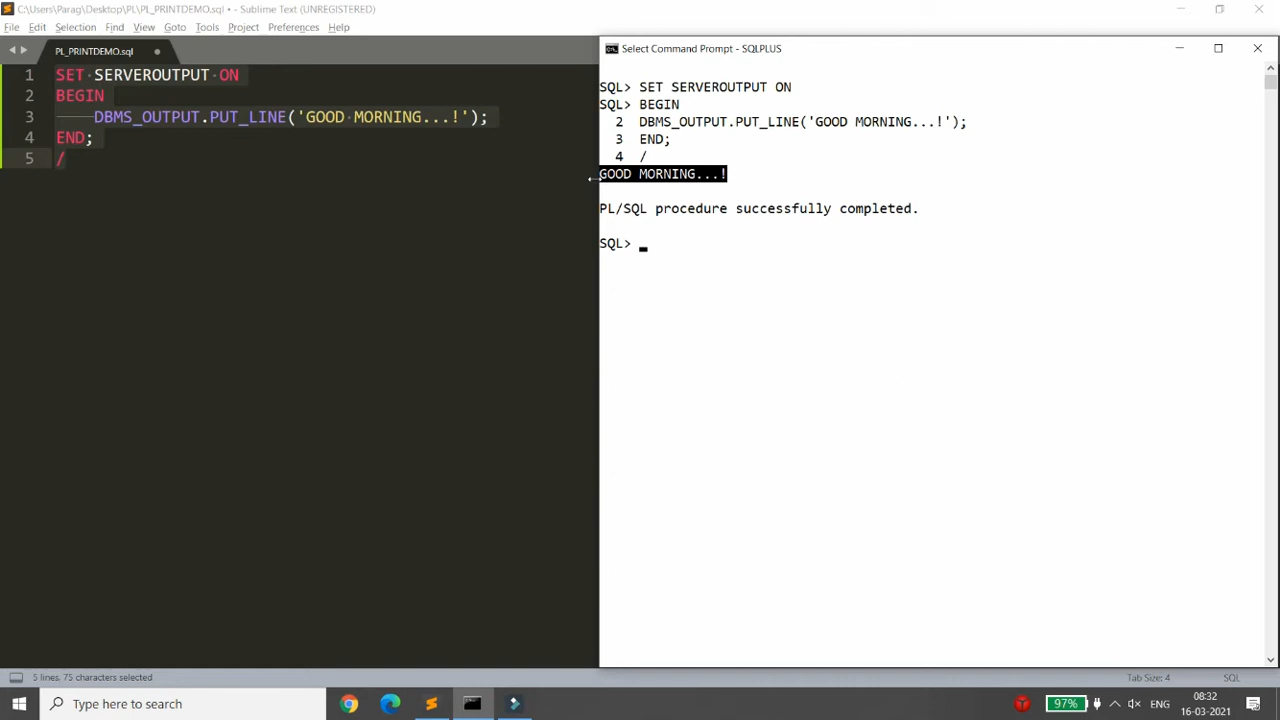 C:\Users\Parag\Desktop\PL\PL_PRINTDEMO.sql • - Sublime Text (UNREGISTERED)
File Edit Selection Find View Goto Tools Project Preferences Help
PL_PRINTDEMO.sql
1 SET SERVEROUTPUT ON
2 BEGIN
3 DBMS_OUTPUT.PUT_LINE('GOOD MORNING...!');
4 END;
5 /
Select Command Prompt - SQLPLUS
SQL> SET SERVEROUTPUT ON
SQL> BEGIN
2 DBMS_OUTPUT.PUT_LINE('GOOD MORNING...!');
3 END;
4 /
GOOD MORNING...!
PL/SQL procedure successfully completed.
SQL>
5 lines, 75 characters selected
Tab Size: 4
SQL
Type here to search
97%
ENG
08:32
16-03-2021